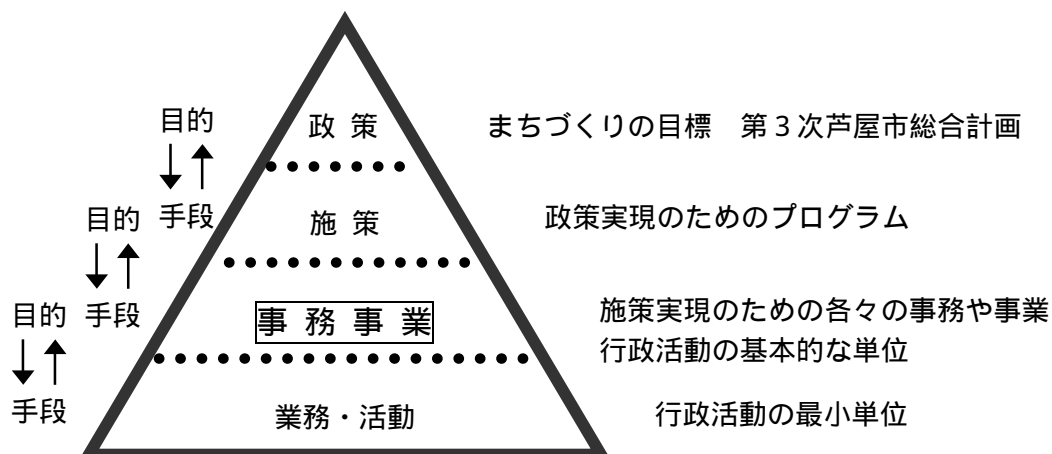 目的
政 策
まちづくりの目標　第３次芦屋市総合計画
手段
目的
施 策
政策実現のためのプログラム
手段
目的
事 務 事 業
施策実現のための各々の事務や事業
行政活動の基本的な単位
手段
業務・活動
行政活動の最小単位